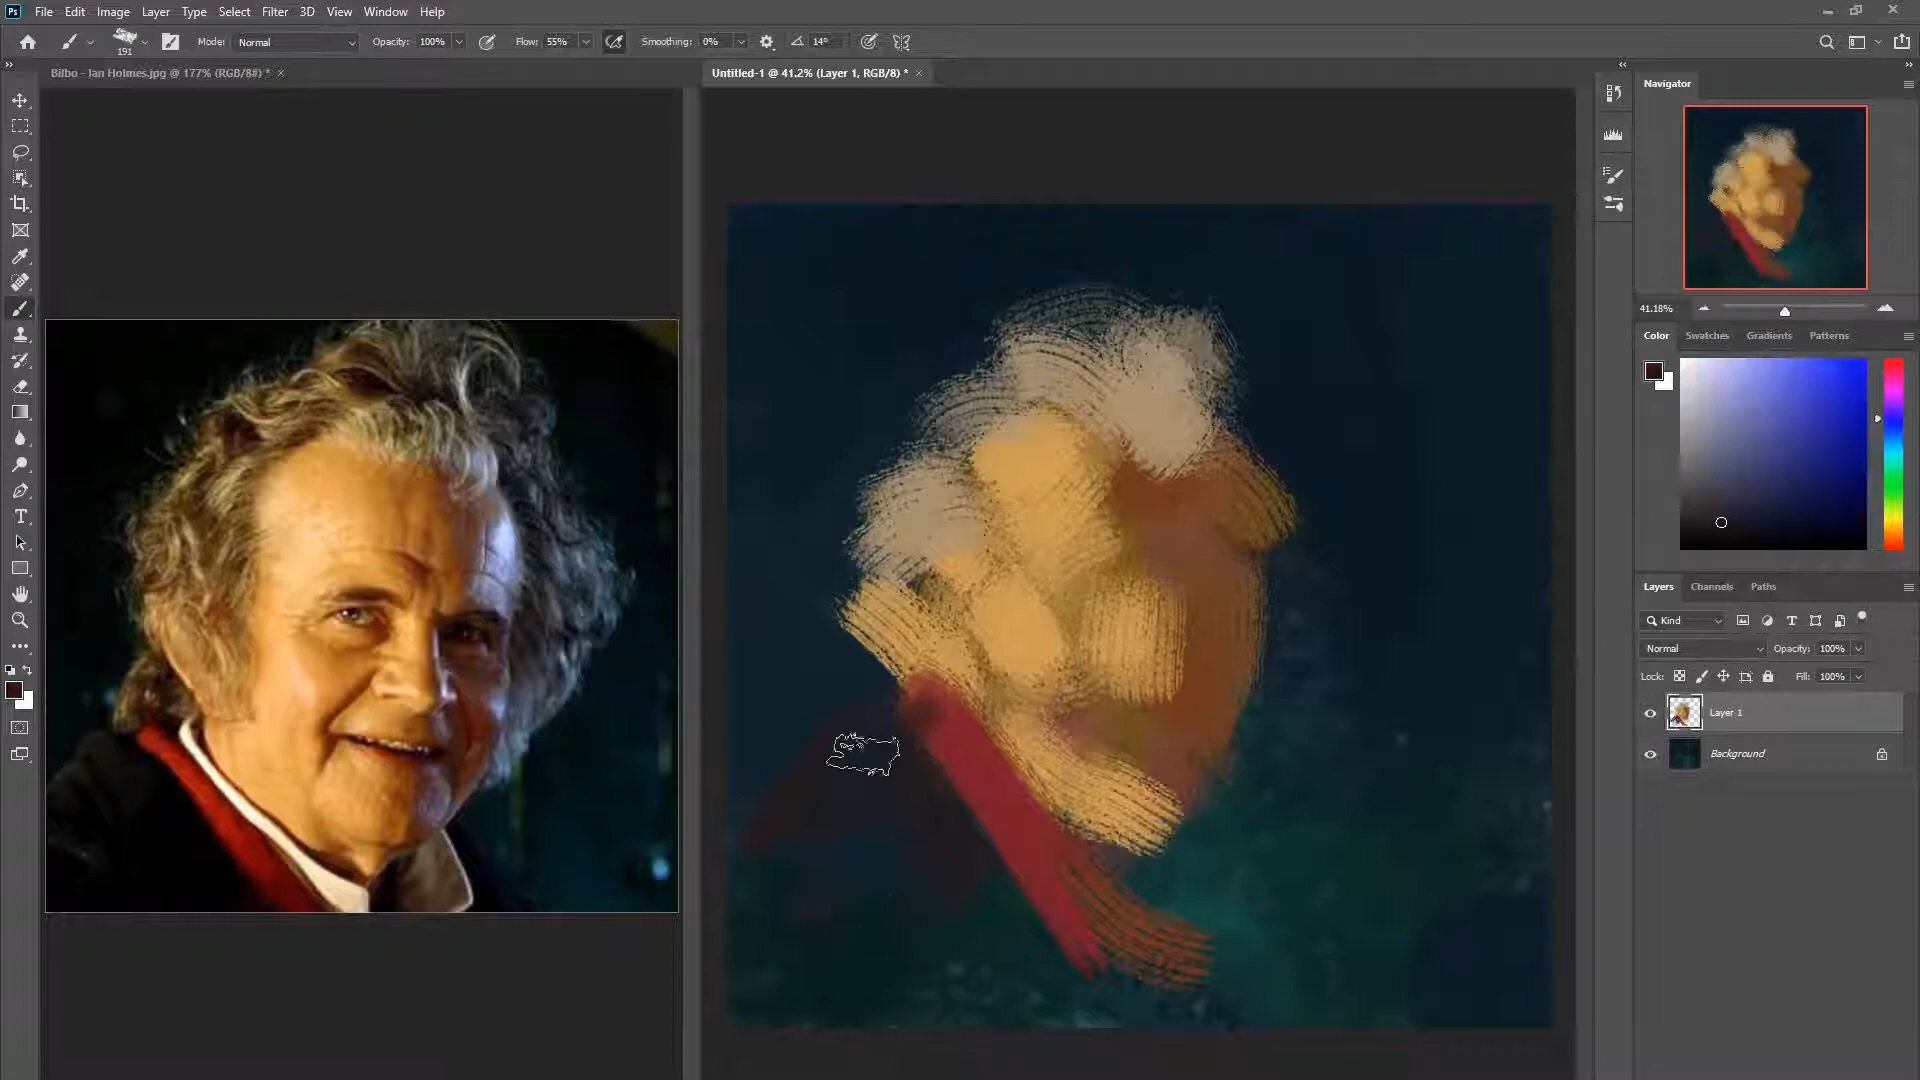 Ps File Edit Image Layer Type Select Filter 3D View Window Help
191 Mode: Normal Opacity: 100% Flow: 55% Smoothing: 0% 14°
Bilbo - Ian Holmes.jpg @ 177% (RGB/8#) * Untitled-1 @ 41.2% (Layer 1, RGB/8) *
Navigator
41.18%
Color Swatches Gradients Patterns
Layers Channels Paths
Kind
Normal Opacity: 100%
Lock: Fill: 100%
Layer 1
Background